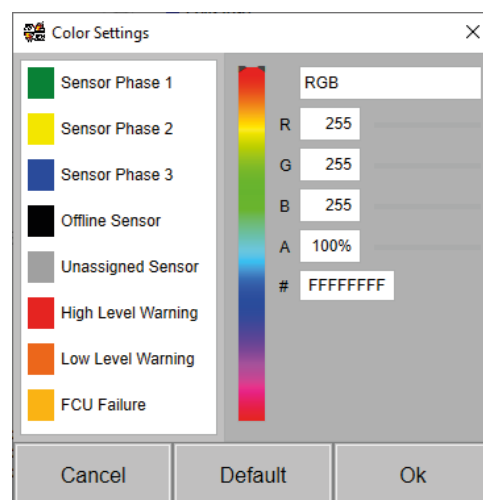 Color Settings
Sensor Phase 1
Sensor Phase 2
Sensor Phase 3
Offline Sensor
Unassigned Sensor
High Level Warning
Low Level Warning
FCU Failure
RGB
R 255
G 255
B 255
A 100%
# FFFFFFFF
Cancel Default Ok